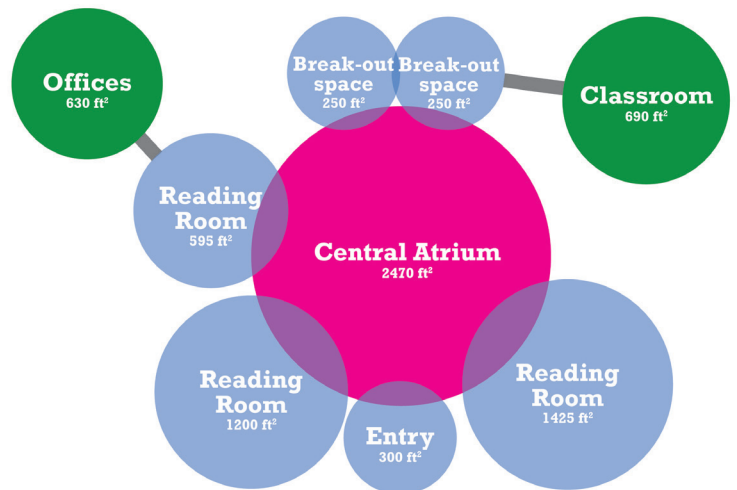 Offices
630 ft²
Break-out
space
250 ft²
Break-out
space
250 ft²
Classroom
690 ft²
Reading
Room
595 ft²
Central Atrium
2470 ft²
Reading
Room
1200 ft²
Entry
300 ft²
Reading
Room
1425 ft²